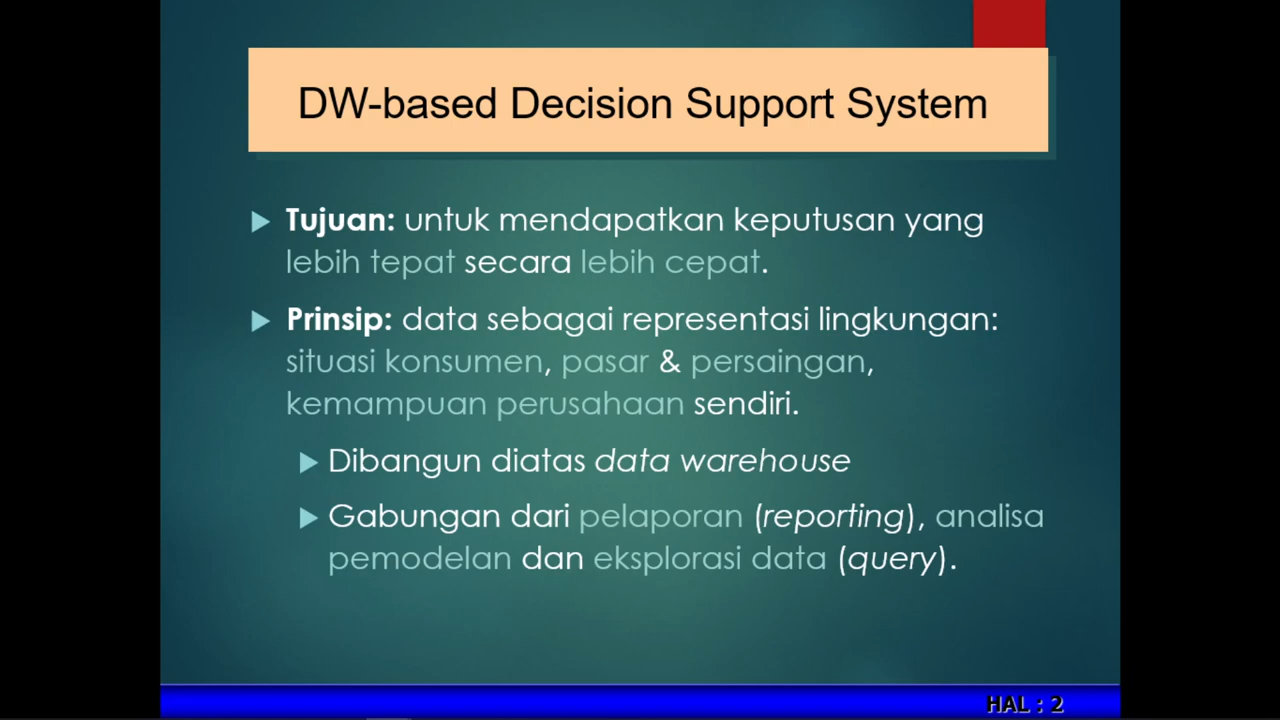 DW-based Decision Support System
Tujuan: untuk mendapatkan keputusan yang
lebih tepat secara lebih cepat.
Prinsip: data sebagai representasi lingkungan:
situasi konsumen, pasar & persaingan,
kemampuan perusahaan sendiri.
Dibangun diatas data warehouse
Gabungan dari pelaporan (reporting), analisa
pemodelan dan eksplorasi data (query).
HAL : 2